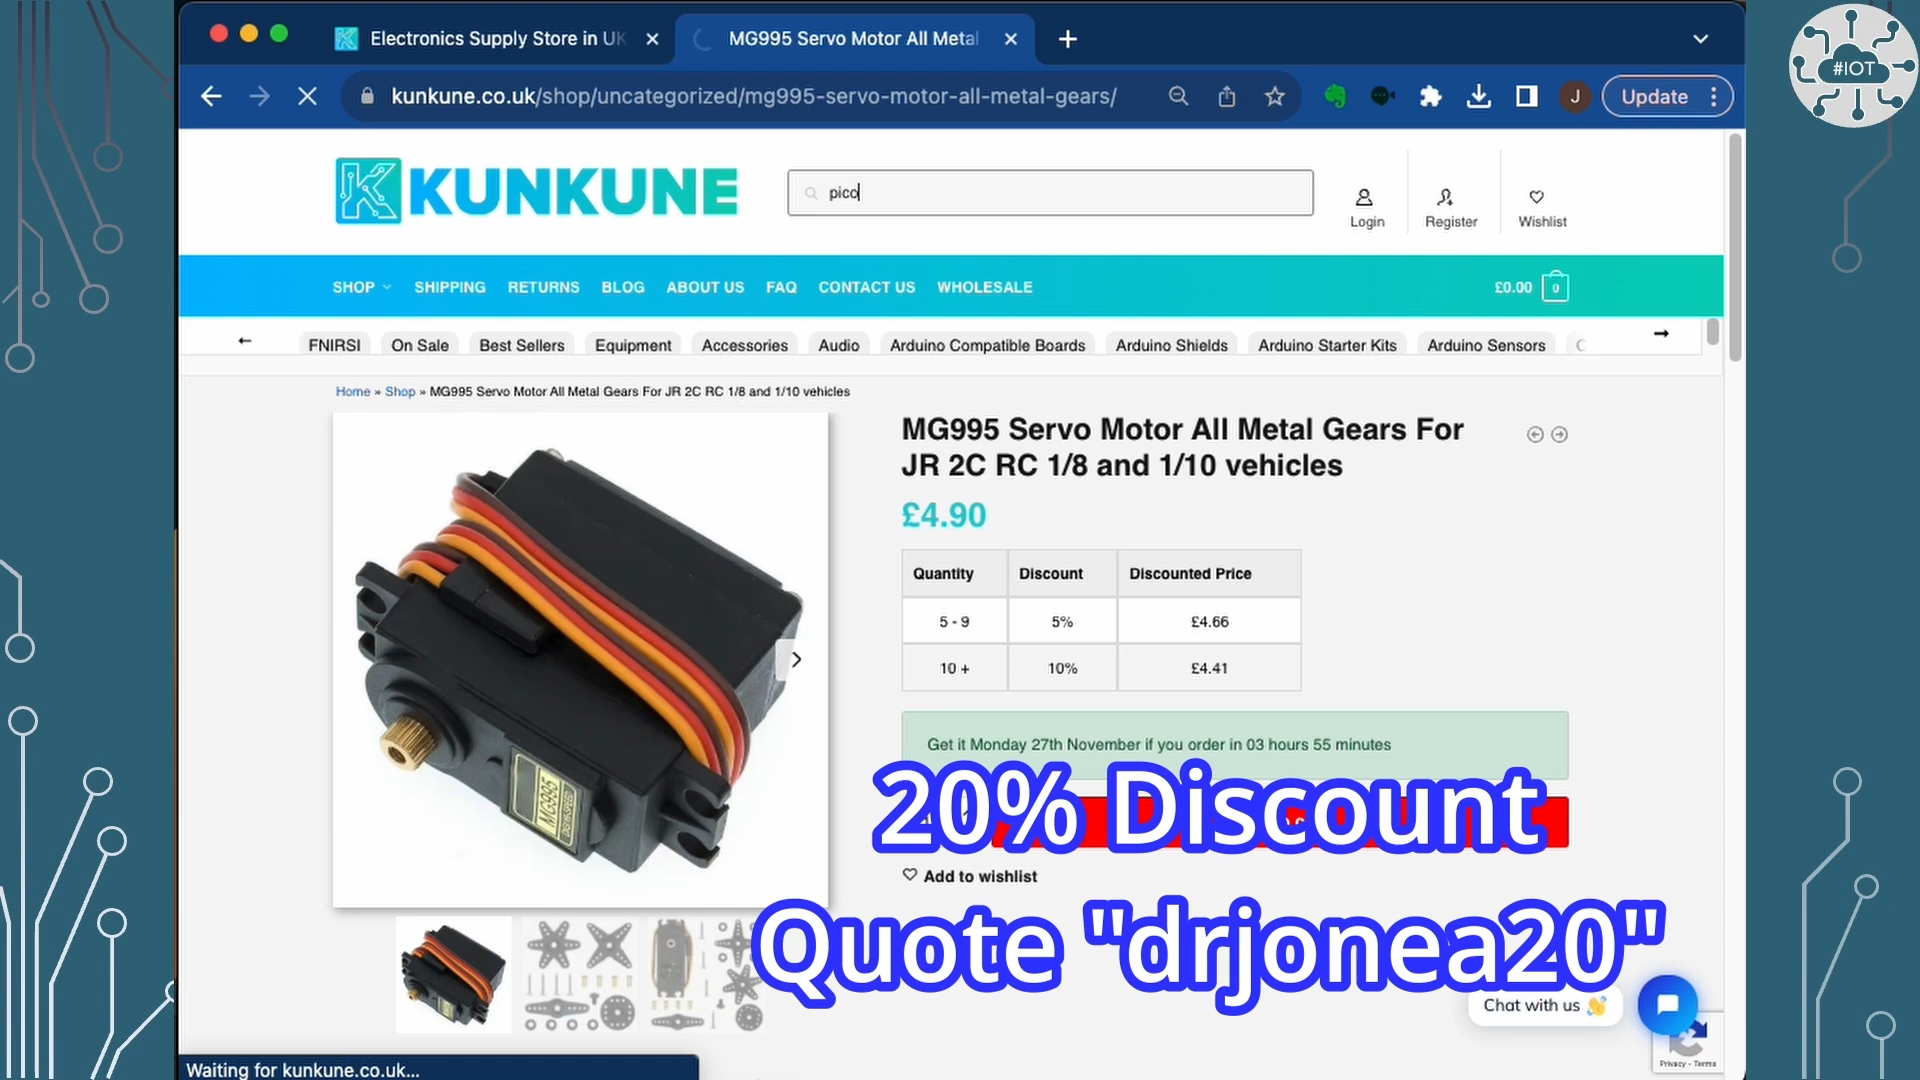 Electronics Supply Store in UK
MG995 Servo Motor All Metal
#IOT
kunkune.co.uk/shop/uncategorized/mg995-servo-motor-all-metal-gears/
J
Update
KUNKUNE
pico
Login
Register
Wishlist
SHOP SHIPPING RETURNS BLOG ABOUT US FAQ CONTACT US WHOLESALE
£0.00 0
FNIRSI On Sale Best Sellers Equipment Accessories Audio Arduino Compatible Boards Arduino Shields Arduino Starter Kits Arduino Sensors C
Home » Shop » MG995 Servo Motor All Metal Gears For JR 2C RC 1/8 and 1/10 vehicles
MG995 Servo Motor All Metal Gears For
JR 2C RC 1/8 and 1/10 vehicles
£4.90
Quantity Discount Discounted Price
5 - 9 5% £4.66
10 + 10% £4.41
Get it Monday 27th November if you order in 03 hours 55 minutes
MG995
20% Discount
Add to wishlist
Quote "drjonea20"
Chat with us 👋
Privacy - Terms
Waiting for kunkune.co.uk...